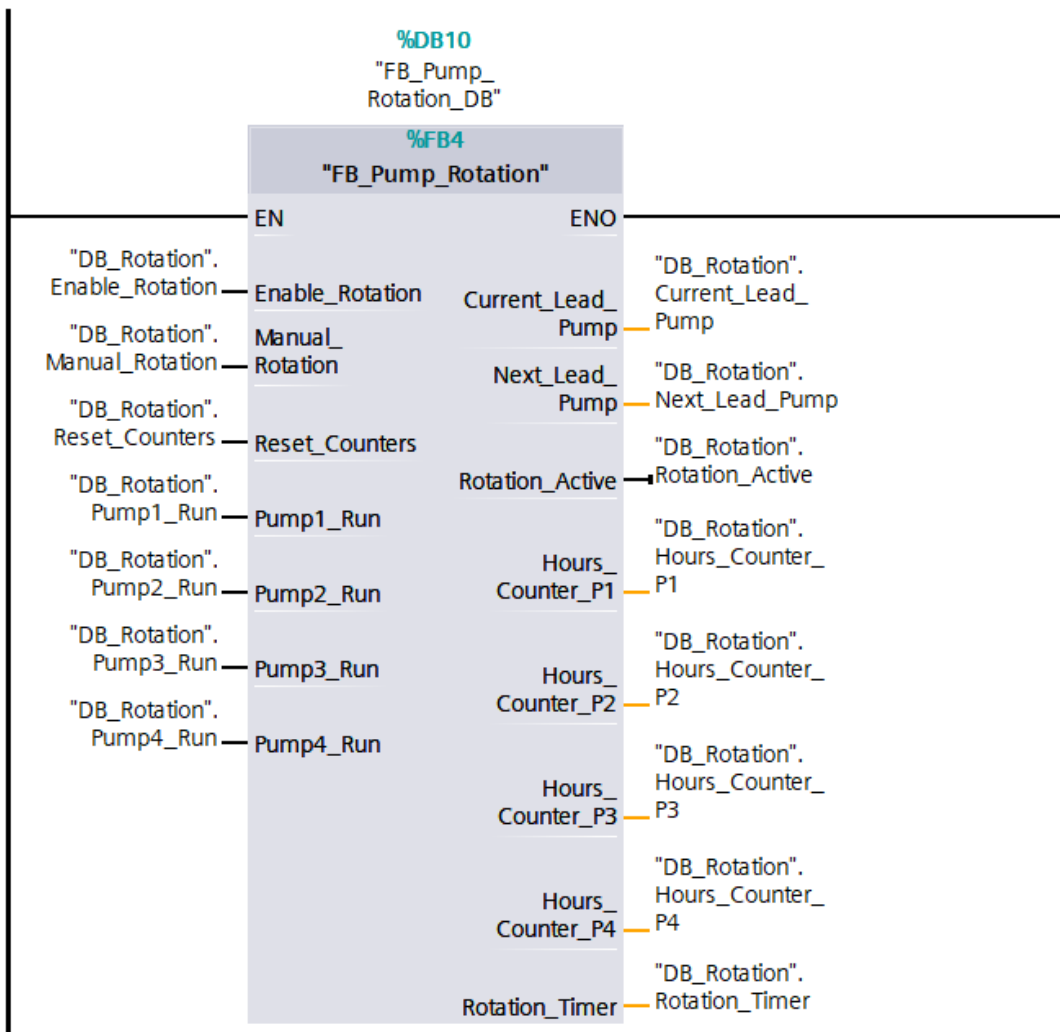 %DB10
"FB_Pump_
Rotation_DB"
%FB4
"FB_Pump_Rotation"
EN
ENO
"DB_Rotation".
Enable_Rotation
Enable_Rotation
"DB_Rotation".
Manual_Rotation
Manual_
Rotation
"DB_Rotation".
Reset_Counters
Reset_Counters
"DB_Rotation".
Pump1_Run
Pump1_Run
"DB_Rotation".
Pump2_Run
Pump2_Run
"DB_Rotation".
Pump3_Run
Pump3_Run
"DB_Rotation".
Pump4_Run
Pump4_Run
Current_Lead_
Pump
"DB_Rotation".
Current_Lead_
Pump
Next_Lead_
Pump
"DB_Rotation".
Next_Lead_Pump
Rotation_Active
"DB_Rotation".
Rotation_Active
Hours_
Counter_P1
"DB_Rotation".
Hours_Counter_
P1
Hours_
Counter_P2
"DB_Rotation".
Hours_Counter_
P2
Hours_
Counter_P3
"DB_Rotation".
Hours_Counter_
P3
Hours_
Counter_P4
"DB_Rotation".
Hours_Counter_
P4
Rotation_Timer
"DB_Rotation".
Rotation_Timer